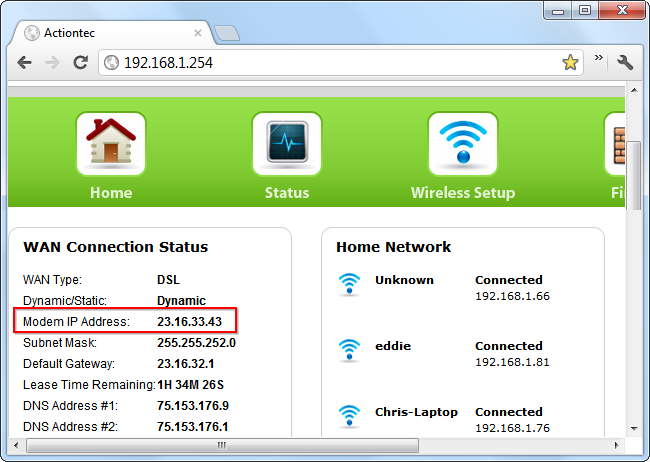 Actiontec
192.168.1.254
Home
Status
Wireless Setup
Fi
WAN Connection Status
WAN Type: DSL
Dynamic/Static: Dynamic
Modem IP Address: 23.16.33.43
Subnet Mask: 255.255.252.0
Default Gateway: 23.16.32.1
Lease Time Remaining: 1H 34M 26S
DNS Address #1: 75.153.176.9
DNS Address #2: 75.153.176.1
Home Network
Unknown Connected
192.168.1.66
eddie Connected
192.168.1.81
Chris-Laptop Connected
192.168.1.76